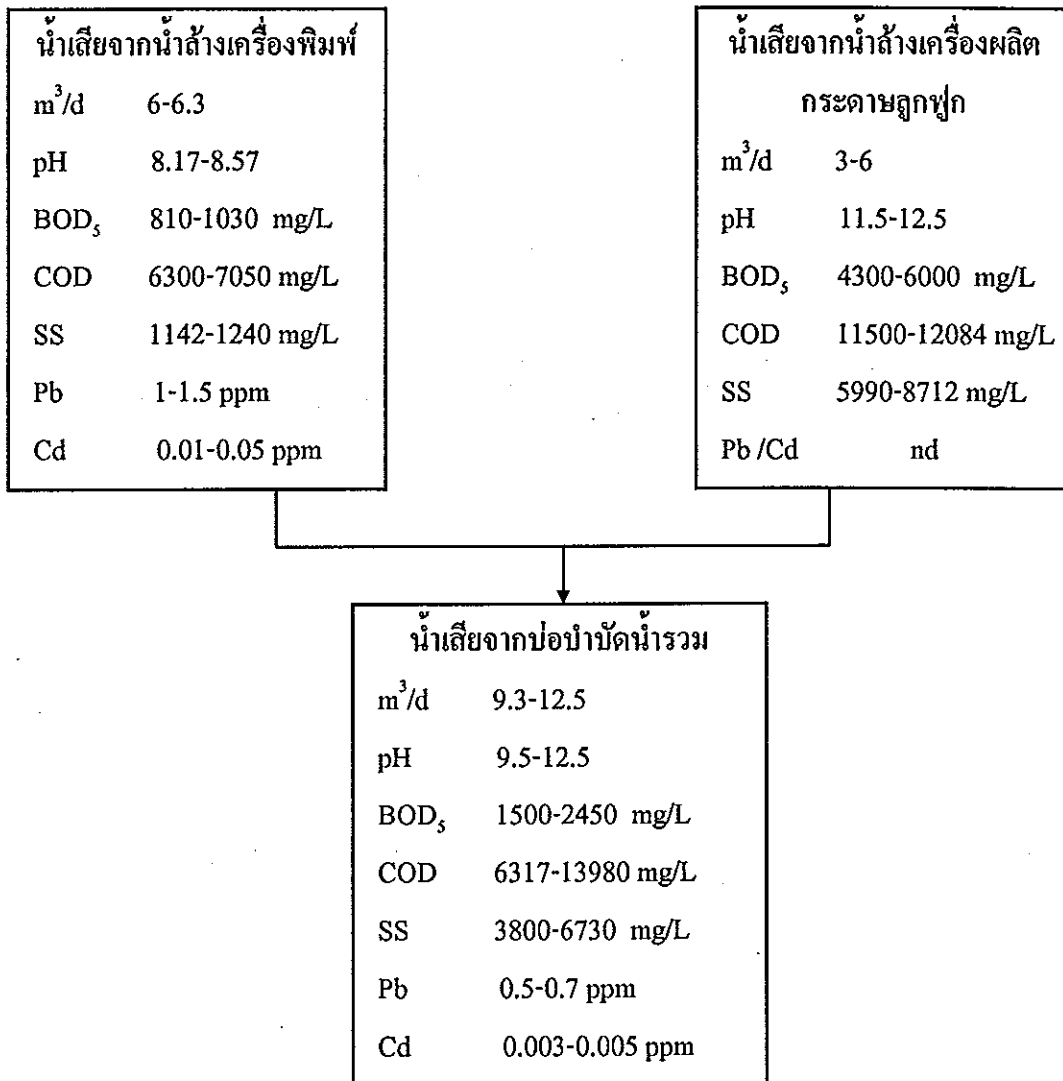 น้ำเสียจากน้ำล้างเครื่องพิมพ์
m³/d 6-6.3
pH 8.17-8.57
BOD₅ 810-1030 mg/L
COD 6300-7050 mg/L
SS 1142-1240 mg/L
Pb 1-1.5 ppm
Cd 0.01-0.05 ppm
น้ำเสียจากน้ำล้างเครื่องผลิต
กระดาษลูกฟูก
m³/d 3-6
pH 11.5-12.5
BOD₅ 4300-6000 mg/L
COD 11500-12084 mg/L
SS 5990-8712 mg/L
Pb /Cd nd
น้ำเสียจากบ่อบำบัดน้ำรวม
m³/d 9.3-12.5
pH 9.5-12.5
BOD₅ 1500-2450 mg/L
COD 6317-13980 mg/L
SS 3800-6730 mg/L
Pb 0.5-0.7 ppm
Cd 0.003-0.005 ppm